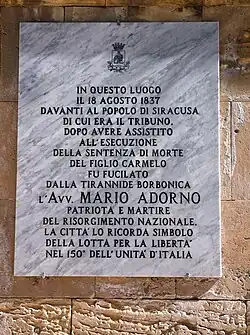 IN QUESTO LUOGO
IL 18 AGOSTO 1837
DAVANTI AL POPOLO DI SIRACUSA
DI CUI ERA IL TRIBUNO,
DOPO AVERE ASSISTITO
ALL'ESECUZIONE
DELLA SENTENZA DI MORTE
DEL FIGLIO CARMELO
FU FUCILATO
DALLA TIRANNIDE BORBONICA
L'AVV. MARIO ADORNO
PATRIOTA E MARTIRE
DEL RISORGIMENTO NAZIONALE.
LA CITTA' LO RICORDA SIMBOLO
DELLA LOTTA PER LA LIBERTA'
NEL 150° DELL'UNITA' D'ITALIA